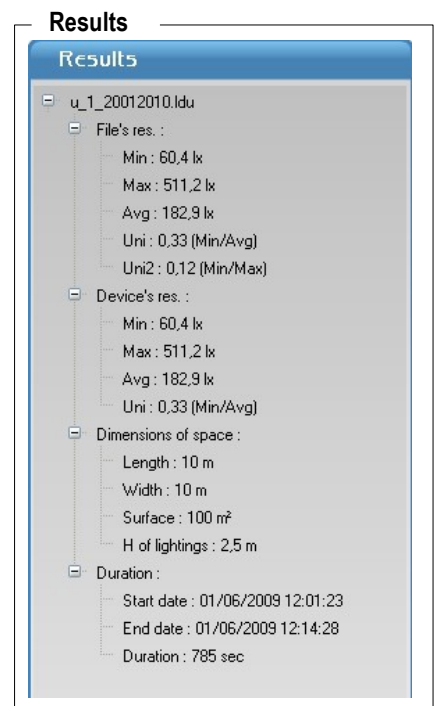 Results
Results
u_1_20012010.ldu
File's res. :
Min : 60,4 lx
Max : 511,2 lx
Avg : 182,9 lx
Uni : 0,33 (Min/Avg)
Uni2 : 0,12 (Min/Max)
Device's res. :
Min : 60,4 lx
Max : 511,2 lx
Avg : 182,9 lx
Uni : 0,33 (Min/Avg)
Dimensions of space :
Length : 10 m
Width : 10 m
Surface : 100 m²
H of lightings : 2,5 m
Duration :
Start date : 01/06/2009 12:01:23
End date : 01/06/2009 12:14:28
Duration : 785 sec